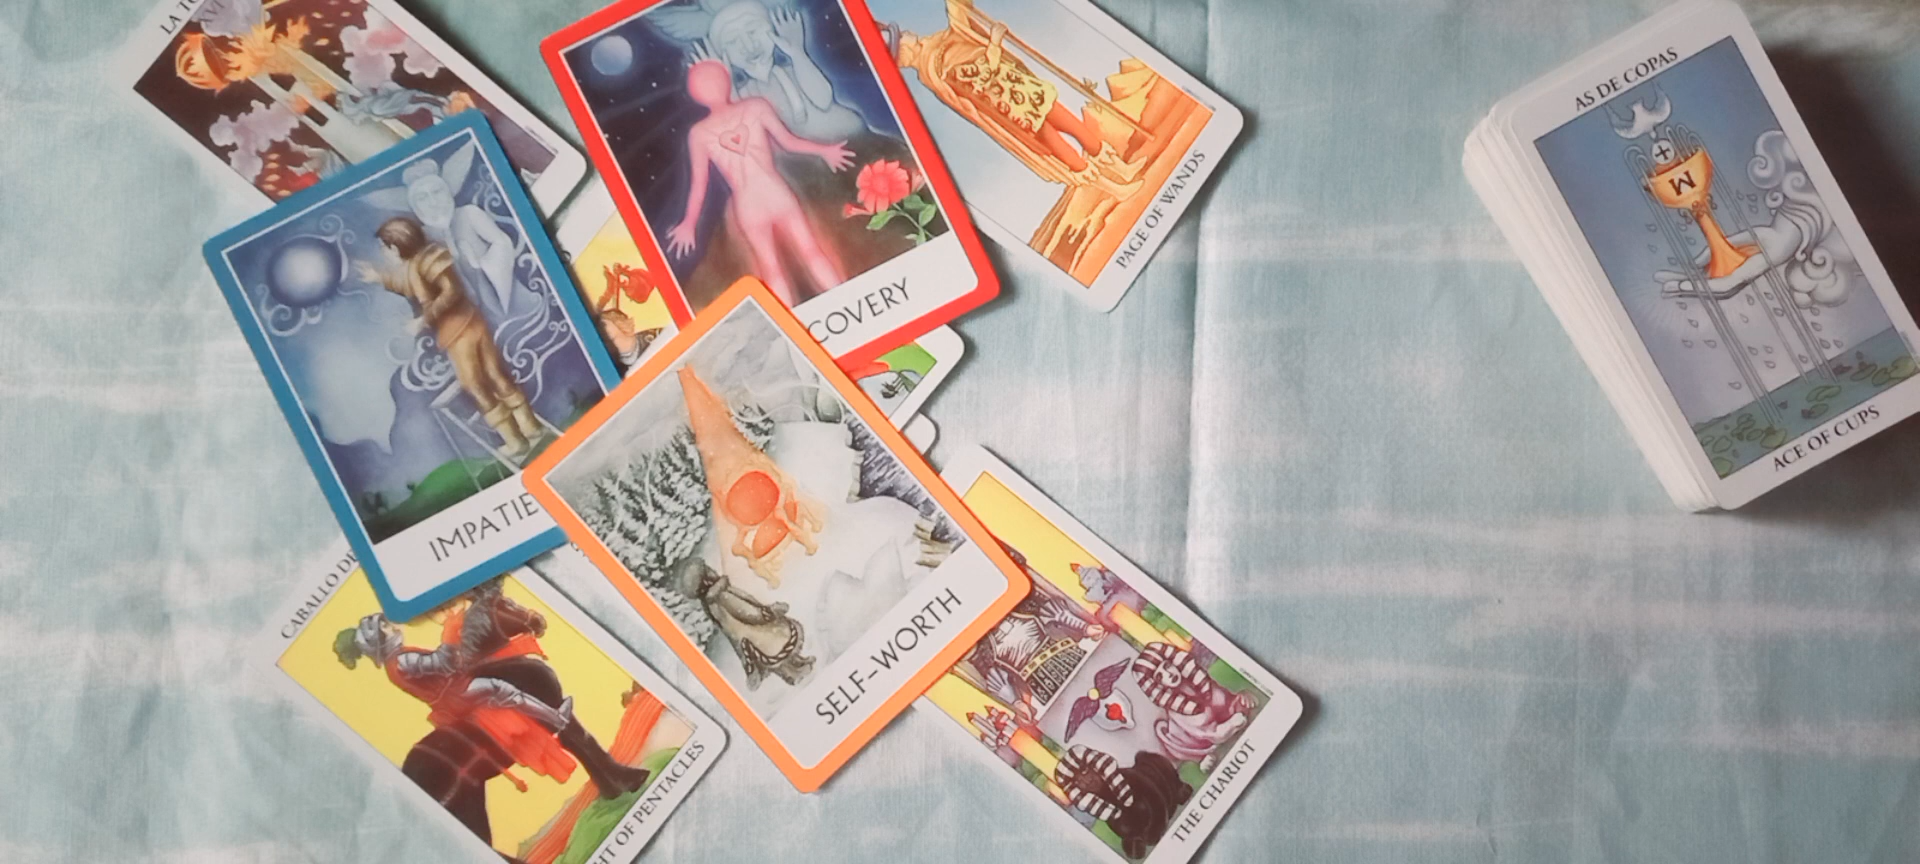 LA TO
XVI
COVERY
PAGE OF WANDS
AS DE COPAS
M
ACE OF CUPS
IMPATIE
CABALLO DE
SELF-WORTH
HT OF PENTACLES
THE CHARIOT